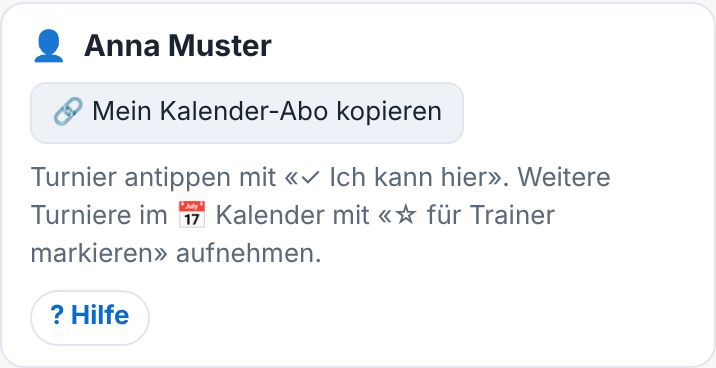 👤 Anna Muster
🔗 Mein Kalender-Abo kopieren
Turnier antippen mit «✓ Ich kann hier». Weitere
Turniere im 📅 Kalender mit «☆ für Trainer
markieren» aufnehmen.
? Hilfe